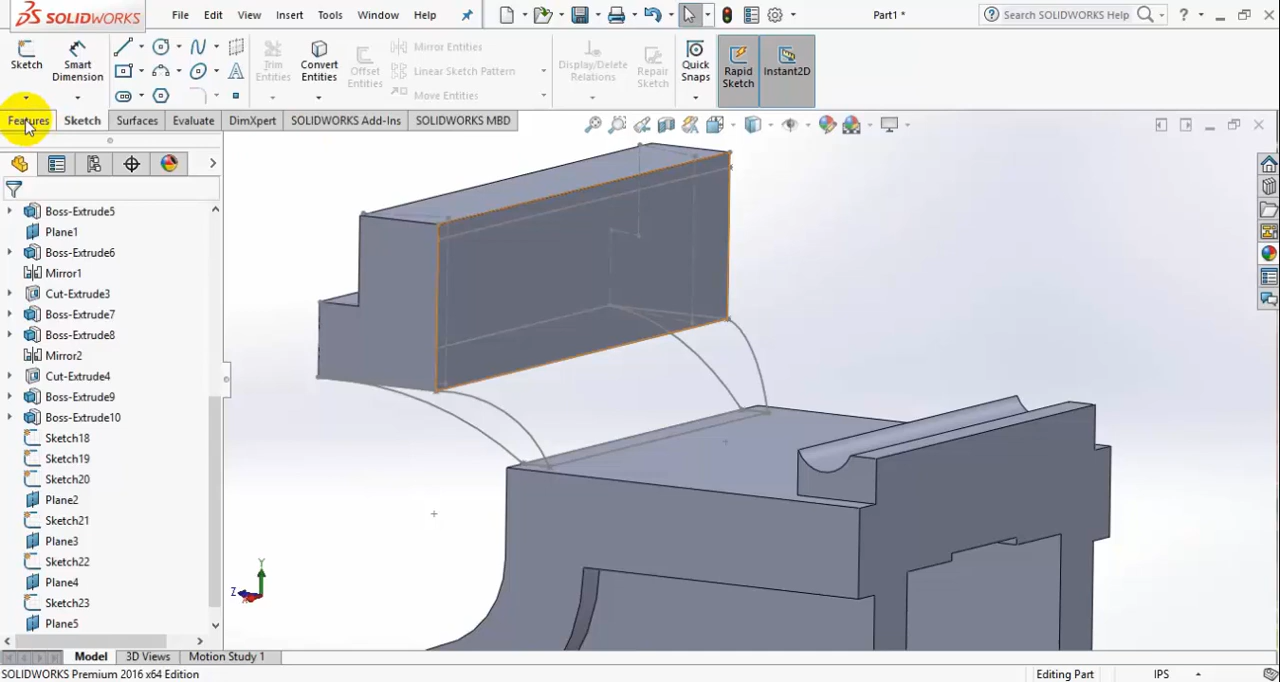 SOLIDWORKS
File Edit View Insert Tools Window Help
Part1 *
Search SOLIDWORKS Help
Sketch
Smart Dimension
Trim Entities
Convert Entities
Offset Entities
Mirror Entities
Linear Sketch Pattern
Move Entities
Display/Delete Relations
Repair Sketch
Quick Snaps
Rapid Sketch
Instant2D
Features Sketch Surfaces Evaluate DimXpert SOLIDWORKS Add-Ins SOLIDWORKS MBD
Boss-Extrude5
Plane1
Boss-Extrude6
Mirror1
Cut-Extrude3
Boss-Extrude7
Boss-Extrude8
Mirror2
Cut-Extrude4
Boss-Extrude9
Boss-Extrude10
Sketch18
Sketch19
Sketch20
Plane2
Sketch21
Plane3
Sketch22
Plane4
Sketch23
Plane5
Y
Z
Model 3D Views Motion Study 1
SOLIDWORKS Premium 2016 x64 Edition
Editing Part
IPS